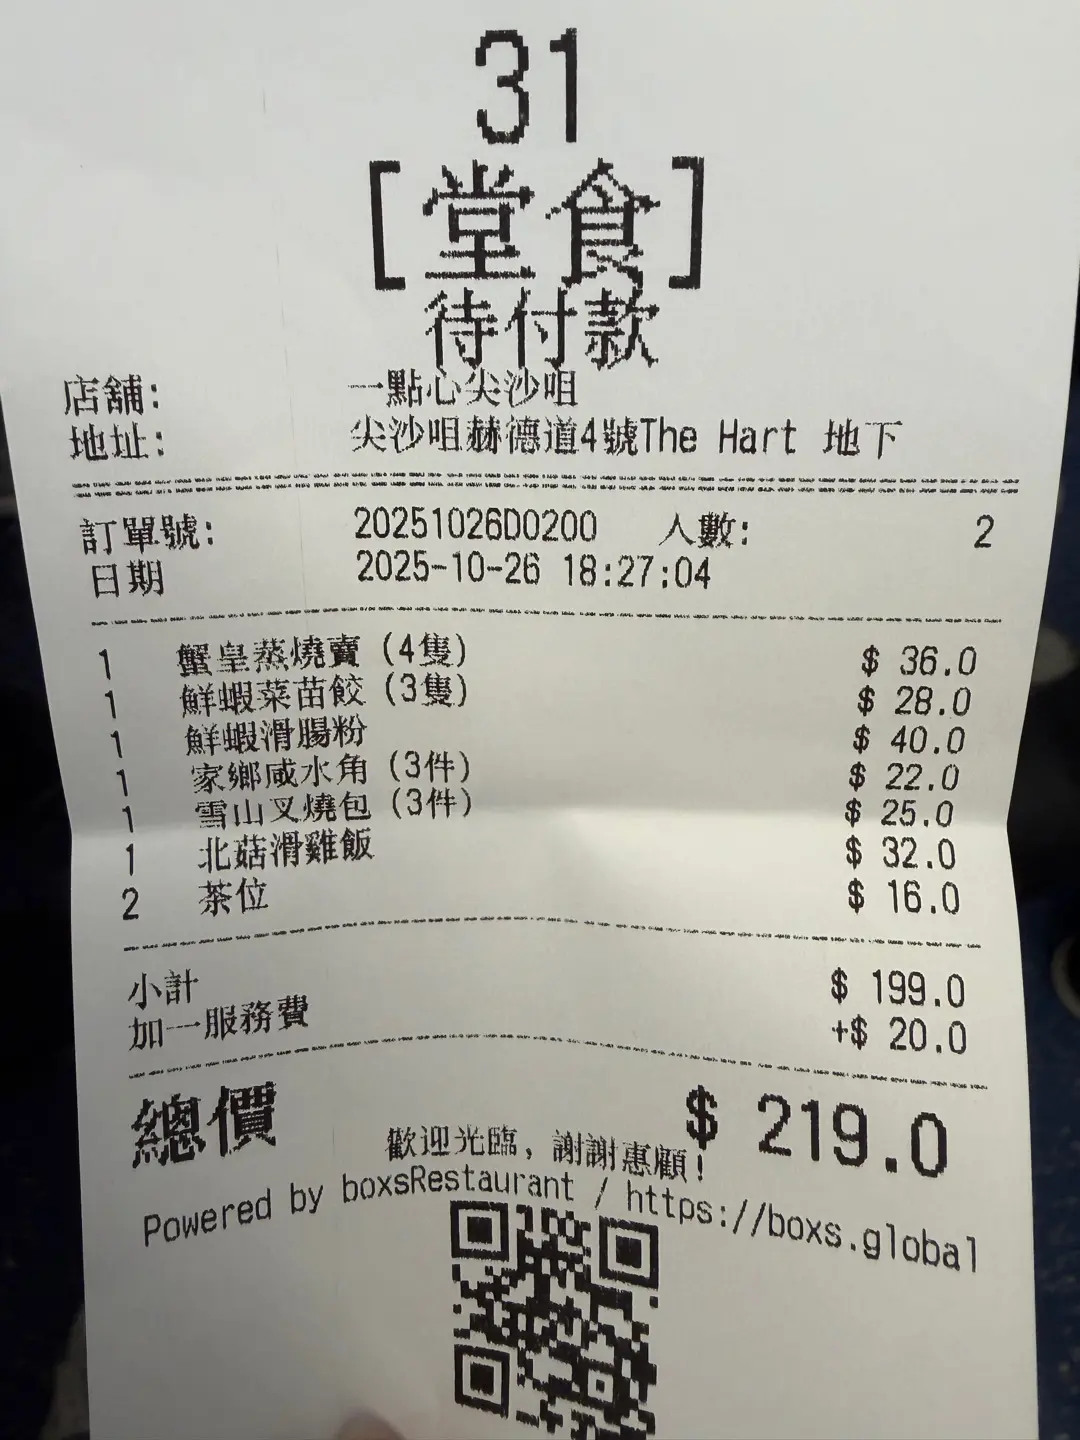 31
[堂食]
待付款
店舖: 一點心尖沙咀
地址: 尖沙咀赫德道4號The Hart 地下
訂單號: 20251026D0200 人數: 2
日期 2025-10-26 18:27:04
1 蟹皇蒸燒賣 (4隻) $ 36.0
1 鮮蝦菜苗餃 (3隻) $ 28.0
1 鮮蝦滑腸粉 $ 40.0
1 家鄉咸水角 (3件) $ 22.0
1 雪山叉燒包 (3件) $ 25.0
1 北菇滑雞飯 $ 32.0
2 茶位 $ 16.0
小計 $ 199.0
加一服務費 +$ 20.0
總價 $ 219.0
歡迎光臨, 謝謝惠顧!
Powered by boxsRestaurant / https://boxs.global